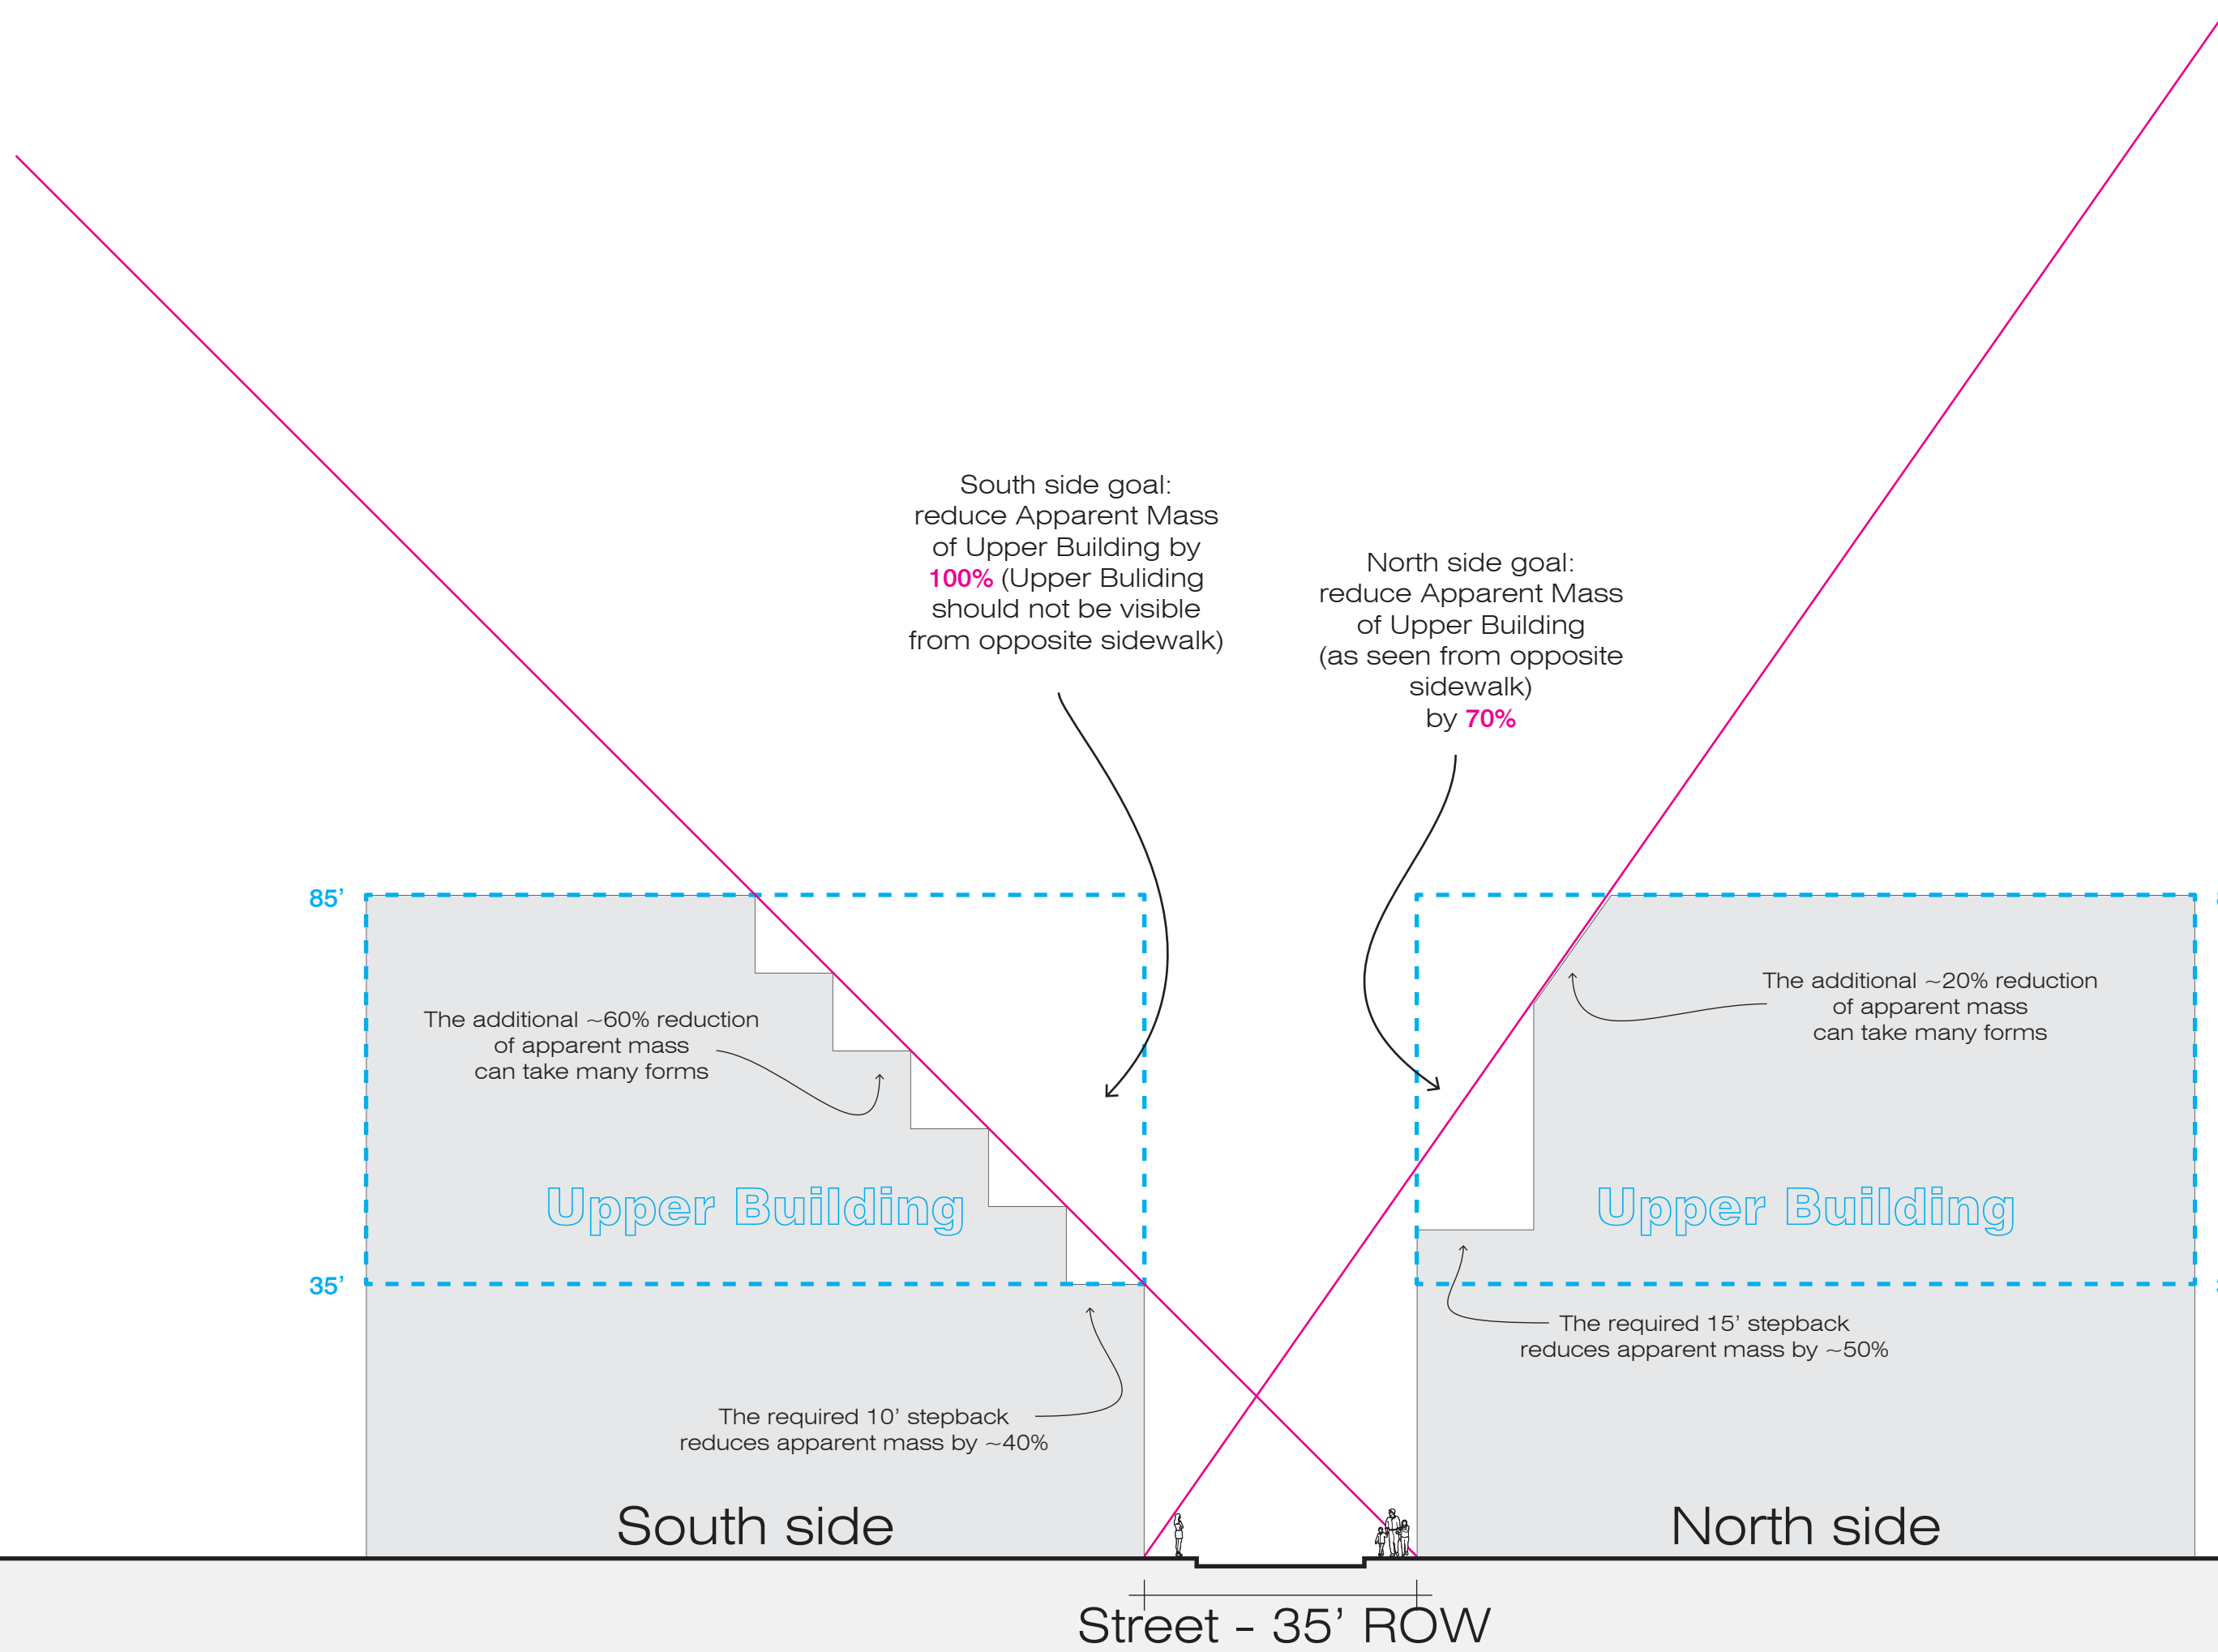 South side goal:
reduce Apparent Mass
of Upper Building by
100% (Upper Buliding
should not be visible
from opposite sidewalk)
North side goal:
reduce Apparent Mass
of Upper Building
(as seen from opposite
sidewalk)
by 70%
85’
The additional ~60% reduction
of apparent mass
can take many forms
The additional ~20% reduction
of apparent mass
can take many forms
Upper Building
Upper Building
35’
The required 15’ stepback
reduces apparent mass by ~50%
The required 10’ stepback
reduces apparent mass by ~40%
South side
North side
Street - 35’ ROW